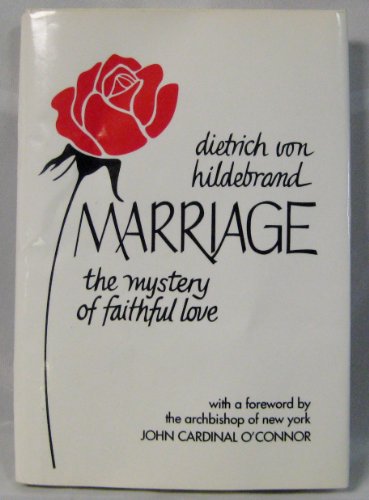 dietrich von
hildebrand
MARRIAGE
the mystery
of faithful love
with a foreword by
the archbishop of new york
JOHN CARDINAL O'CONNOR